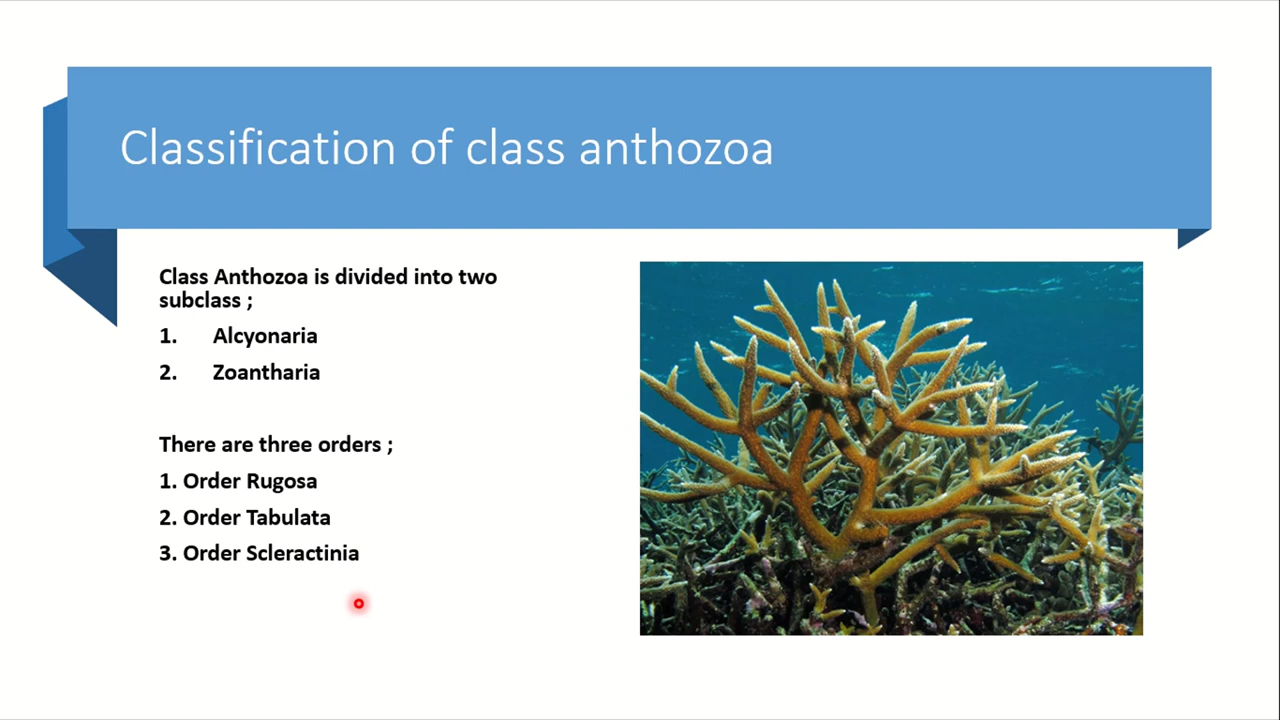 Classification of class anthozoa
Class Anthozoa is divided into two
subclass ;
1. Alcyonaria
2. Zoantharia
There are three orders ;
1. Order Rugosa
2. Order Tabulata
3. Order Scleractinia